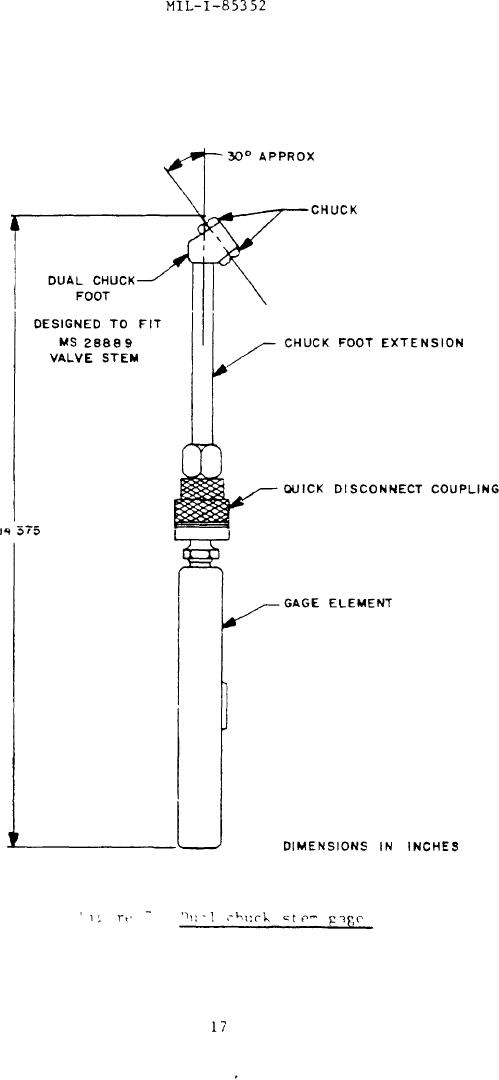 MIL-I-85352
30° APPROX
CHUCK
DUAL CHUCK
FOOT
DESIGNED TO FIT
MS 28889
VALVE STEM
CHUCK FOOT EXTENSION
QUICK DISCONNECT COUPLING
14 375
GAGE ELEMENT
DIMENSIONS IN INCHES
Dual chuck stem gage
17